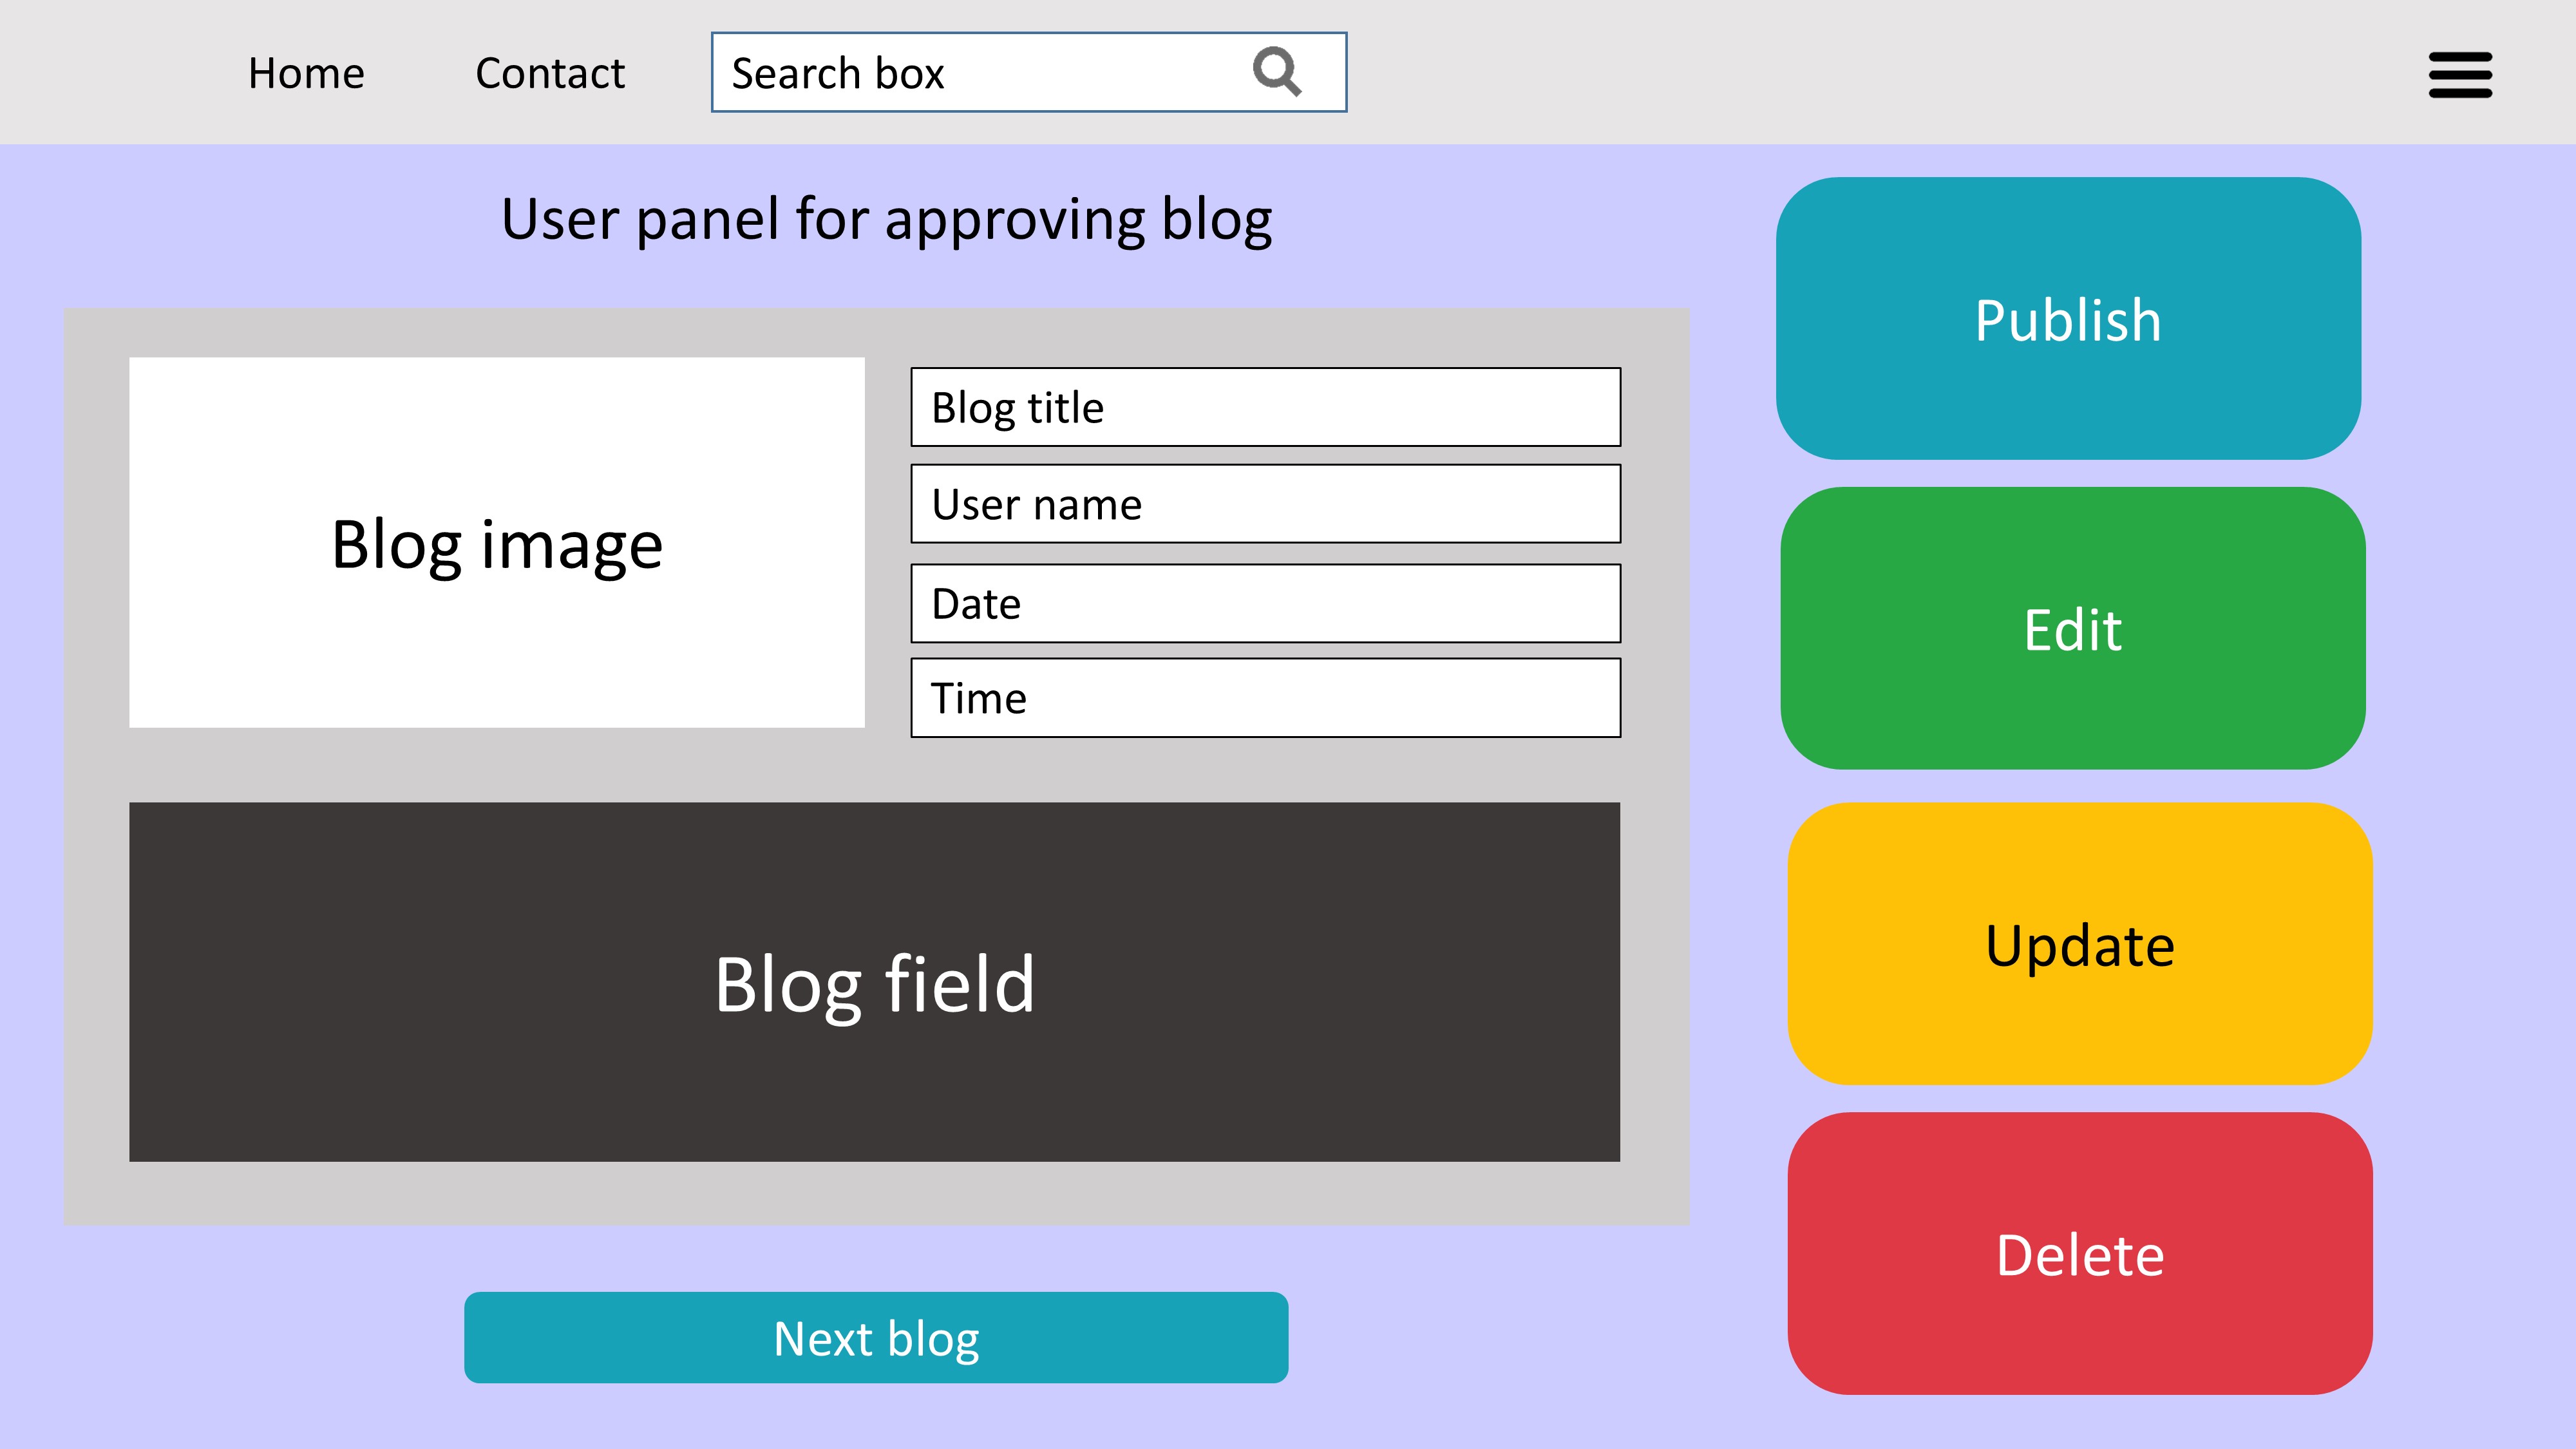 Home
Contact
Search box
User panel for approving blog
Blog image
Blog title
User name
Date
Time
Blog field
Next blog
Publish
Edit
Update
Delete